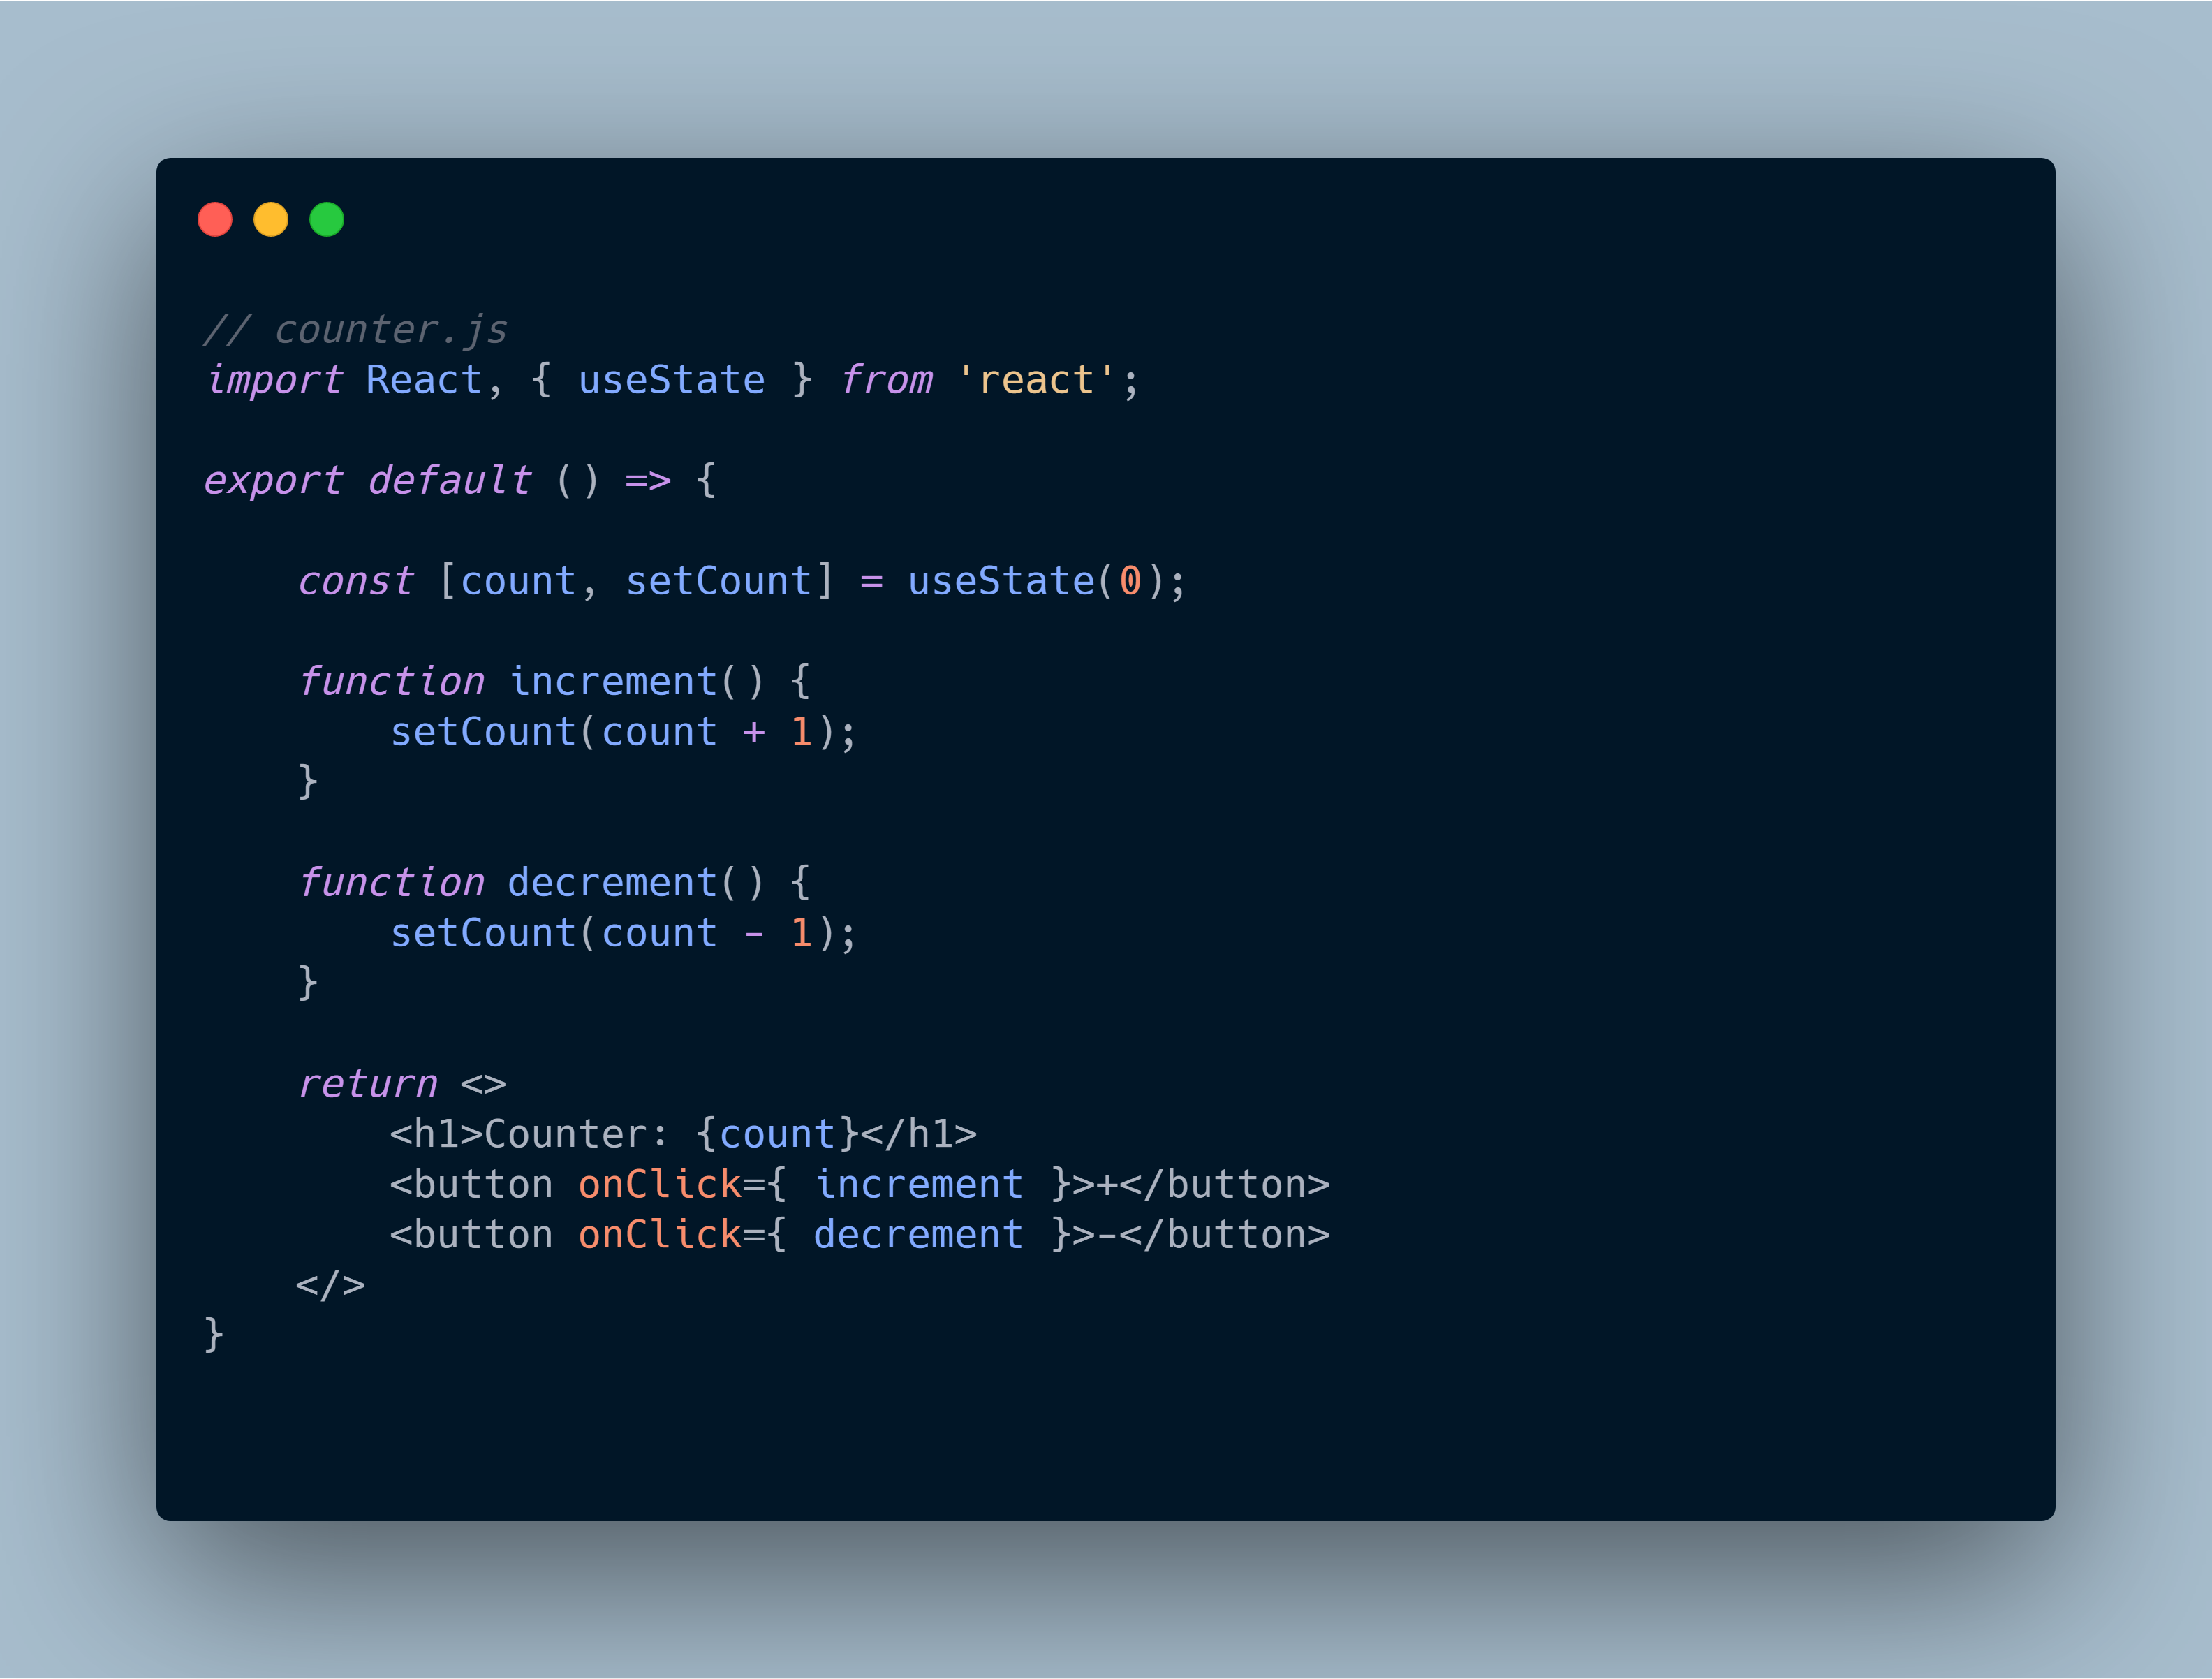 // counter.js
import React, { useState } from 'react';

export default () => {

    const [count, setCount] = useState(0);

    function increment() {
        setCount(count + 1);
    }

    function decrement() {
        setCount(count - 1);
    }

    return <>
        <h1>Counter: {count}</h1>
        <button onClick={ increment }>+</button>
        <button onClick={ decrement }>-</button>
    </>
}